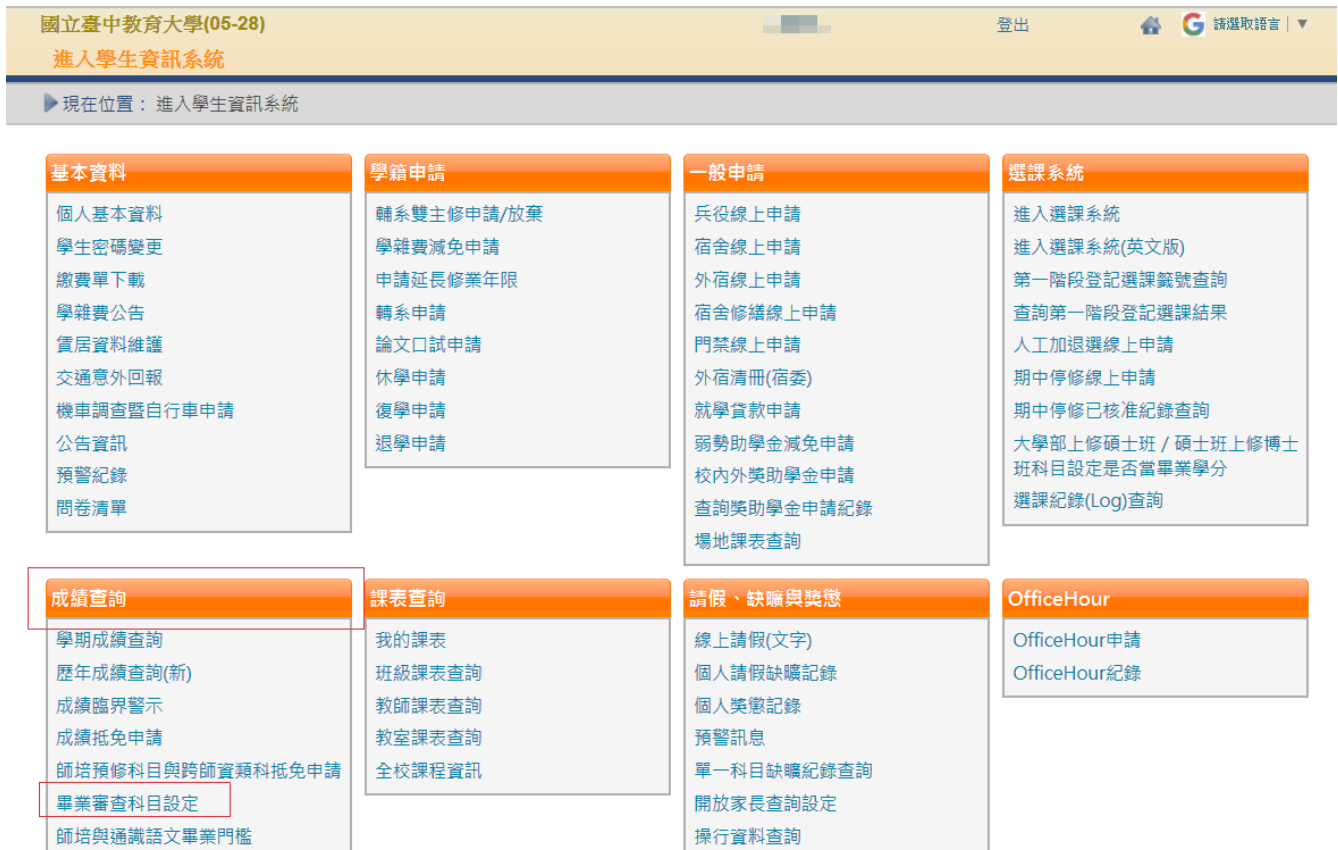 國立臺中教育大學(05-28)
登出
請選取語言 | ▼
進入學生資訊系統
現在位置： 進入學生資訊系統
基本資料
個人基本資料
學生密碼變更
繳費單下載
學雜費公告
賃居資料維護
交通意外回報
機車調查暨自行車申請
公告資訊
預警紀錄
問卷清單
學籍申請
輔系雙主修申請/放棄
學雜費減免申請
申請延長修業年限
轉系申請
論文口試申請
休學申請
復學申請
退學申請
一般申請
兵役線上申請
宿舍線上申請
外宿線上申請
宿舍修繕線上申請
門禁線上申請
外宿清冊(宿委)
就學貸款申請
弱勢助學金減免申請
校內外獎助學金申請
查詢獎助學金申請紀錄
場地課表查詢
選課系統
進入選課系統
進入選課系統(英文版)
第一階段登記選課籤號查詢
查詢第一階段登記選課結果
人工加退選線上申請
期中停修線上申請
期中停修已核准紀錄查詢
大學部上修碩士班 / 碩士班上修博士
班科目設定是否當畢業學分
選課紀錄(Log)查詢
成績查詢
學期成績查詢
歷年成績查詢(新)
成績臨界警示
成績抵免申請
師培預修科目與跨師資類科抵免申請
畢業審查科目設定
師培與通識語文畢業門檻
課表查詢
我的課表
班級課表查詢
教師課表查詢
教室課表查詢
全校課程資訊
請假、缺曠與獎懲
線上請假(文字)
個人請假缺曠記錄
個人獎懲記錄
預警訊息
單一科目缺曠紀錄查詢
開放家長查詢設定
操行資料查詢
OfficeHour
OfficeHour申請
OfficeHour紀錄